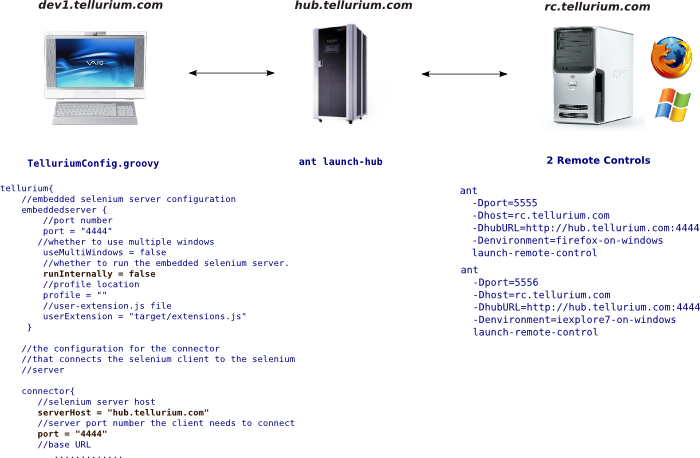 dev1.tellurium.com
hub.tellurium.com
rc.tellurium.com
VAIO
TelluriumConfig.groovy
ant launch-hub
2 Remote Controls
tellurium{
//embedded selenium server configuration
embeddedserver {
//port number
port = "4444"
//whether to use multiple windows
useMultiWindows = false
//whether to run the embedded selenium server.
runInternally = false
//profile location
profile = ""
//user-extension.js file
userExtension = "target/extensions.js"
}
//the configuration for the connector
//that connects the selenium client to the selenium
//server
connector{
//selenium server host
serverHost = "hub.tellurium.com"
//server port number the client needs to connect
port = "4444"
//base URL
.............
ant
-Dport=5555
-Dhost=rc.tellurium.com
-DhubURL=http://hub.tellurium.com:4444
-Denvironment=firefox-on-windows
launch-remote-control
ant
-Dport=5556
-Dhost=rc.tellurium.com
-DhubURL=http://hub.tellurium.com:4444
-Denvironment=iexplore7-on-windows
launch-remote-control